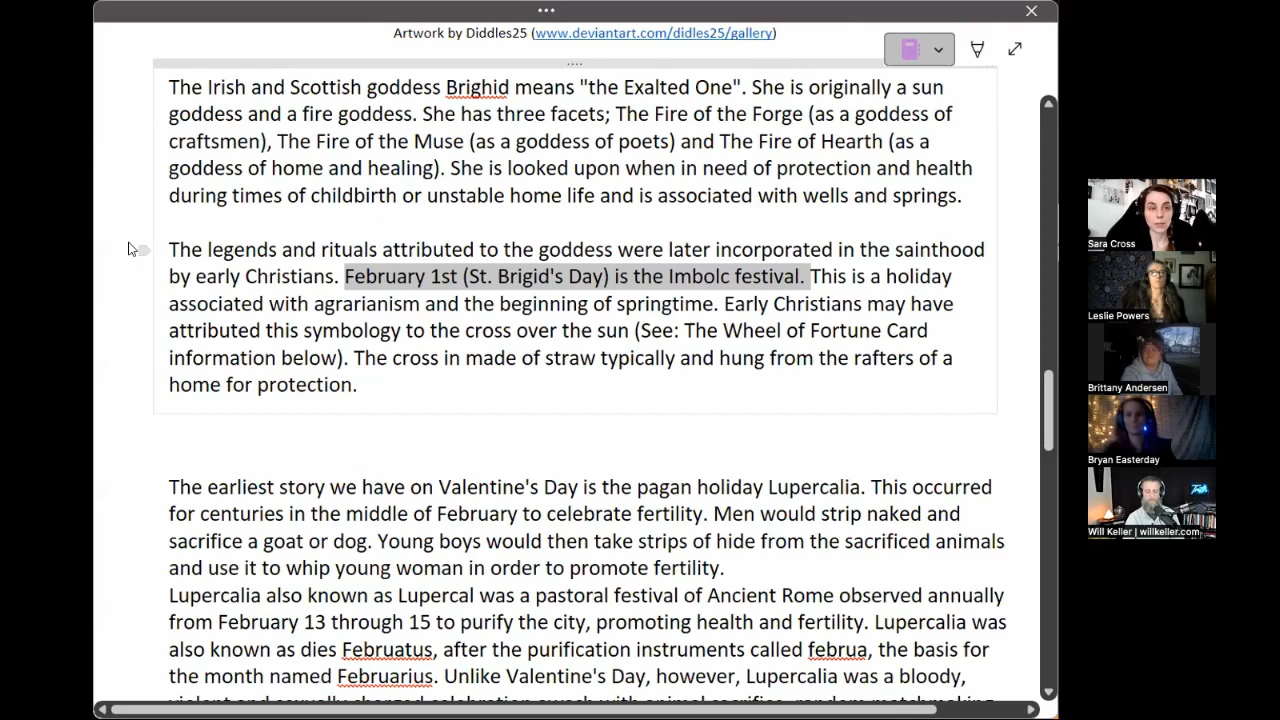 Artwork by Diddles25 (www.deviantart.com/didles25/gallery)
The Irish and Scottish goddess Brighid means "the Exalted One". She is originally a sun
goddess and a fire goddess. She has three facets; The Fire of the Forge (as a goddess of
craftsmen), The Fire of the Muse (as a goddess of poets) and The Fire of Hearth (as a
goddess of home and healing). She is looked upon when in need of protection and health
during times of childbirth or unstable home life and is associated with wells and springs.
The legends and rituals attributed to the goddess were later incorporated in the sainthood
by early Christians. February 1st (St. Brigid's Day) is the Imbolc festival. This is a holiday
associated with agrarianism and the beginning of springtime. Early Christians may have
attributed this symbology to the cross over the sun (See: The Wheel of Fortune Card
information below). The cross in made of straw typically and hung from the rafters of a
home for protection.
The earliest story we have on Valentine's Day is the pagan holiday Lupercalia. This occurred
for centuries in the middle of February to celebrate fertility. Men would strip naked and
sacrifice a goat or dog. Young boys would then take strips of hide from the sacrificed animals
and use it to whip young woman in order to promote fertility.
Lupercalia also known as Lupercal was a pastoral festival of Ancient Rome observed annually
from February 13 through 15 to purify the city, promoting health and fertility. Lupercalia was
also known as dies Februatus, after the purification instruments called februa, the basis for
the month named Februarius. Unlike Valentine's Day, however, Lupercalia was a bloody,
Sara Cross
Leslie Powers
Brittany Andersen
Bryan Easterday
Will Keller | willkeller.com